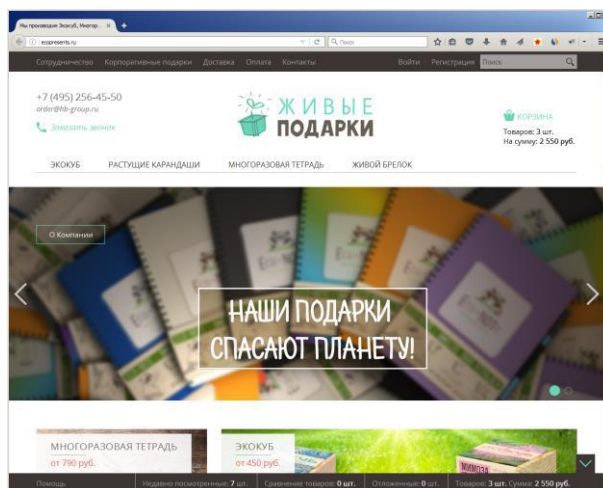 Мы производим Экокуб, Многор...
ecopresents.ru
Поиск
Сотрудничество Корпоративные подарки Доставка Оплата Контакты
Войти Регистрация Поиск
+7 (495) 256-45-50
order@hb-group.ru
Заказать звонок
ЖИВЫЕ
ПОДАРКИ
КОРЗИНА
Товаров: 3 шт.
На сумму: 2 550 руб.
ЭКОКУБ РАСТУЩИЕ КАРАНДАШИ МНОГОРАЗОВАЯ ТЕТРАДЬ ЖИВОЙ БРЕЛОК
О Компании
НАШИ ПОДАРКИ
СПАСАЮТ ПЛАНЕТУ!
МНОГОРАЗОВАЯ ТЕТРАДЬ
от 790 руб.
ЭКОКУБ
от 450 руб.
МИМОЗА
Помощь Недавно посмотренные: 7 шт. Сравнение товаров: 0 шт. Отложенные: 0 шт. Товаров: 3 шт. Сумма: 2 550 руб.